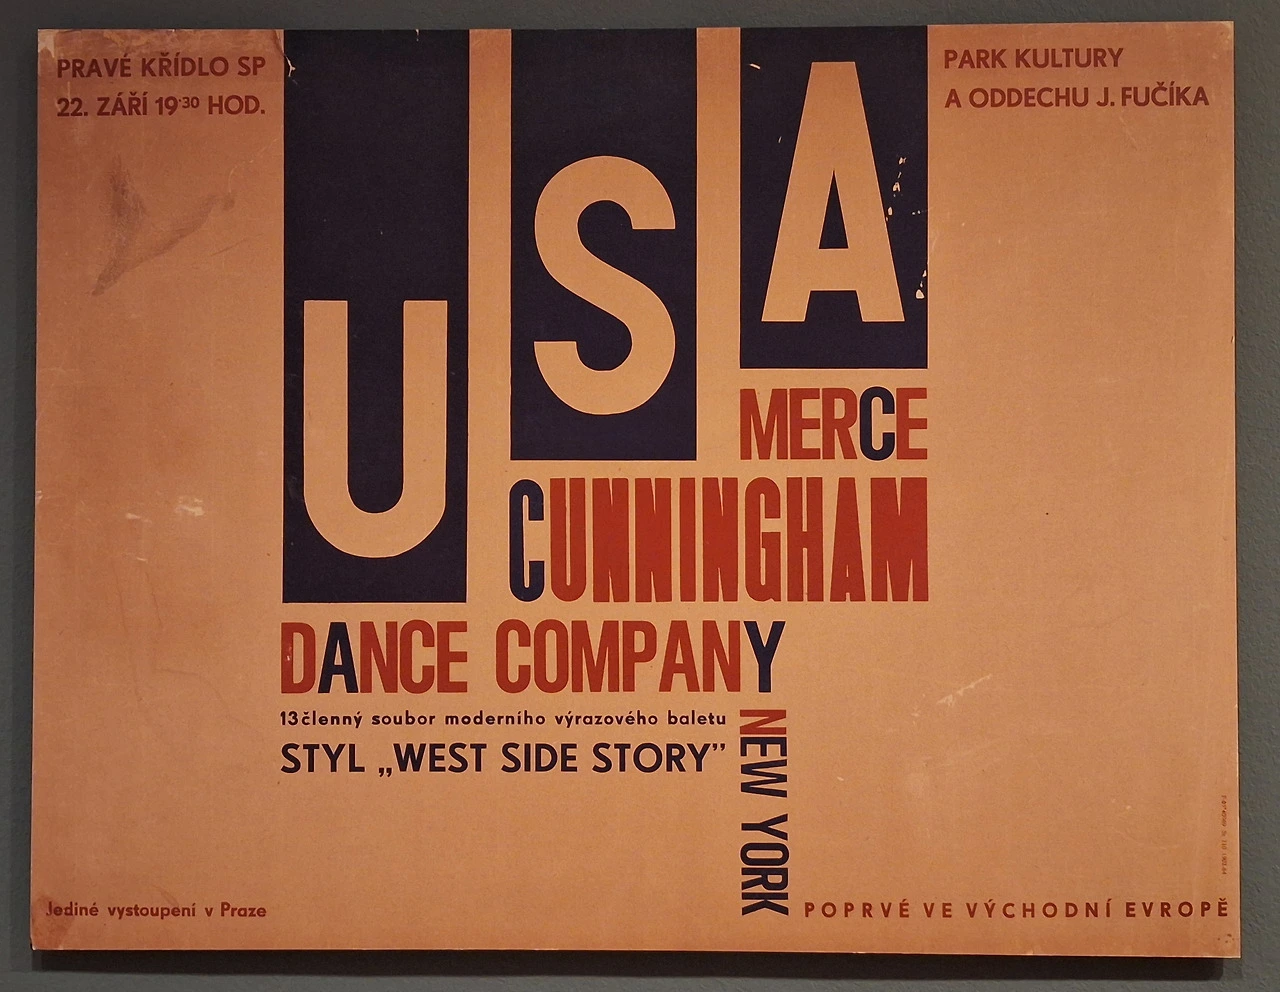 PRAVÉ KŘÍDLO SP
22. ZÁŘÍ 19·30 HOD.
USA
PARK KULTURY
A ODDECHU J. FUČÍKA
MERCE
CUNNINGHAM
DANCE COMPANY
13členný soubor moderního výrazového baletu
STYL „WEST SIDE STORY”
NEW YORK
Jediné vystoupení v Praze
POPRVÉ VE VÝCHODNÍ EVROPĚ